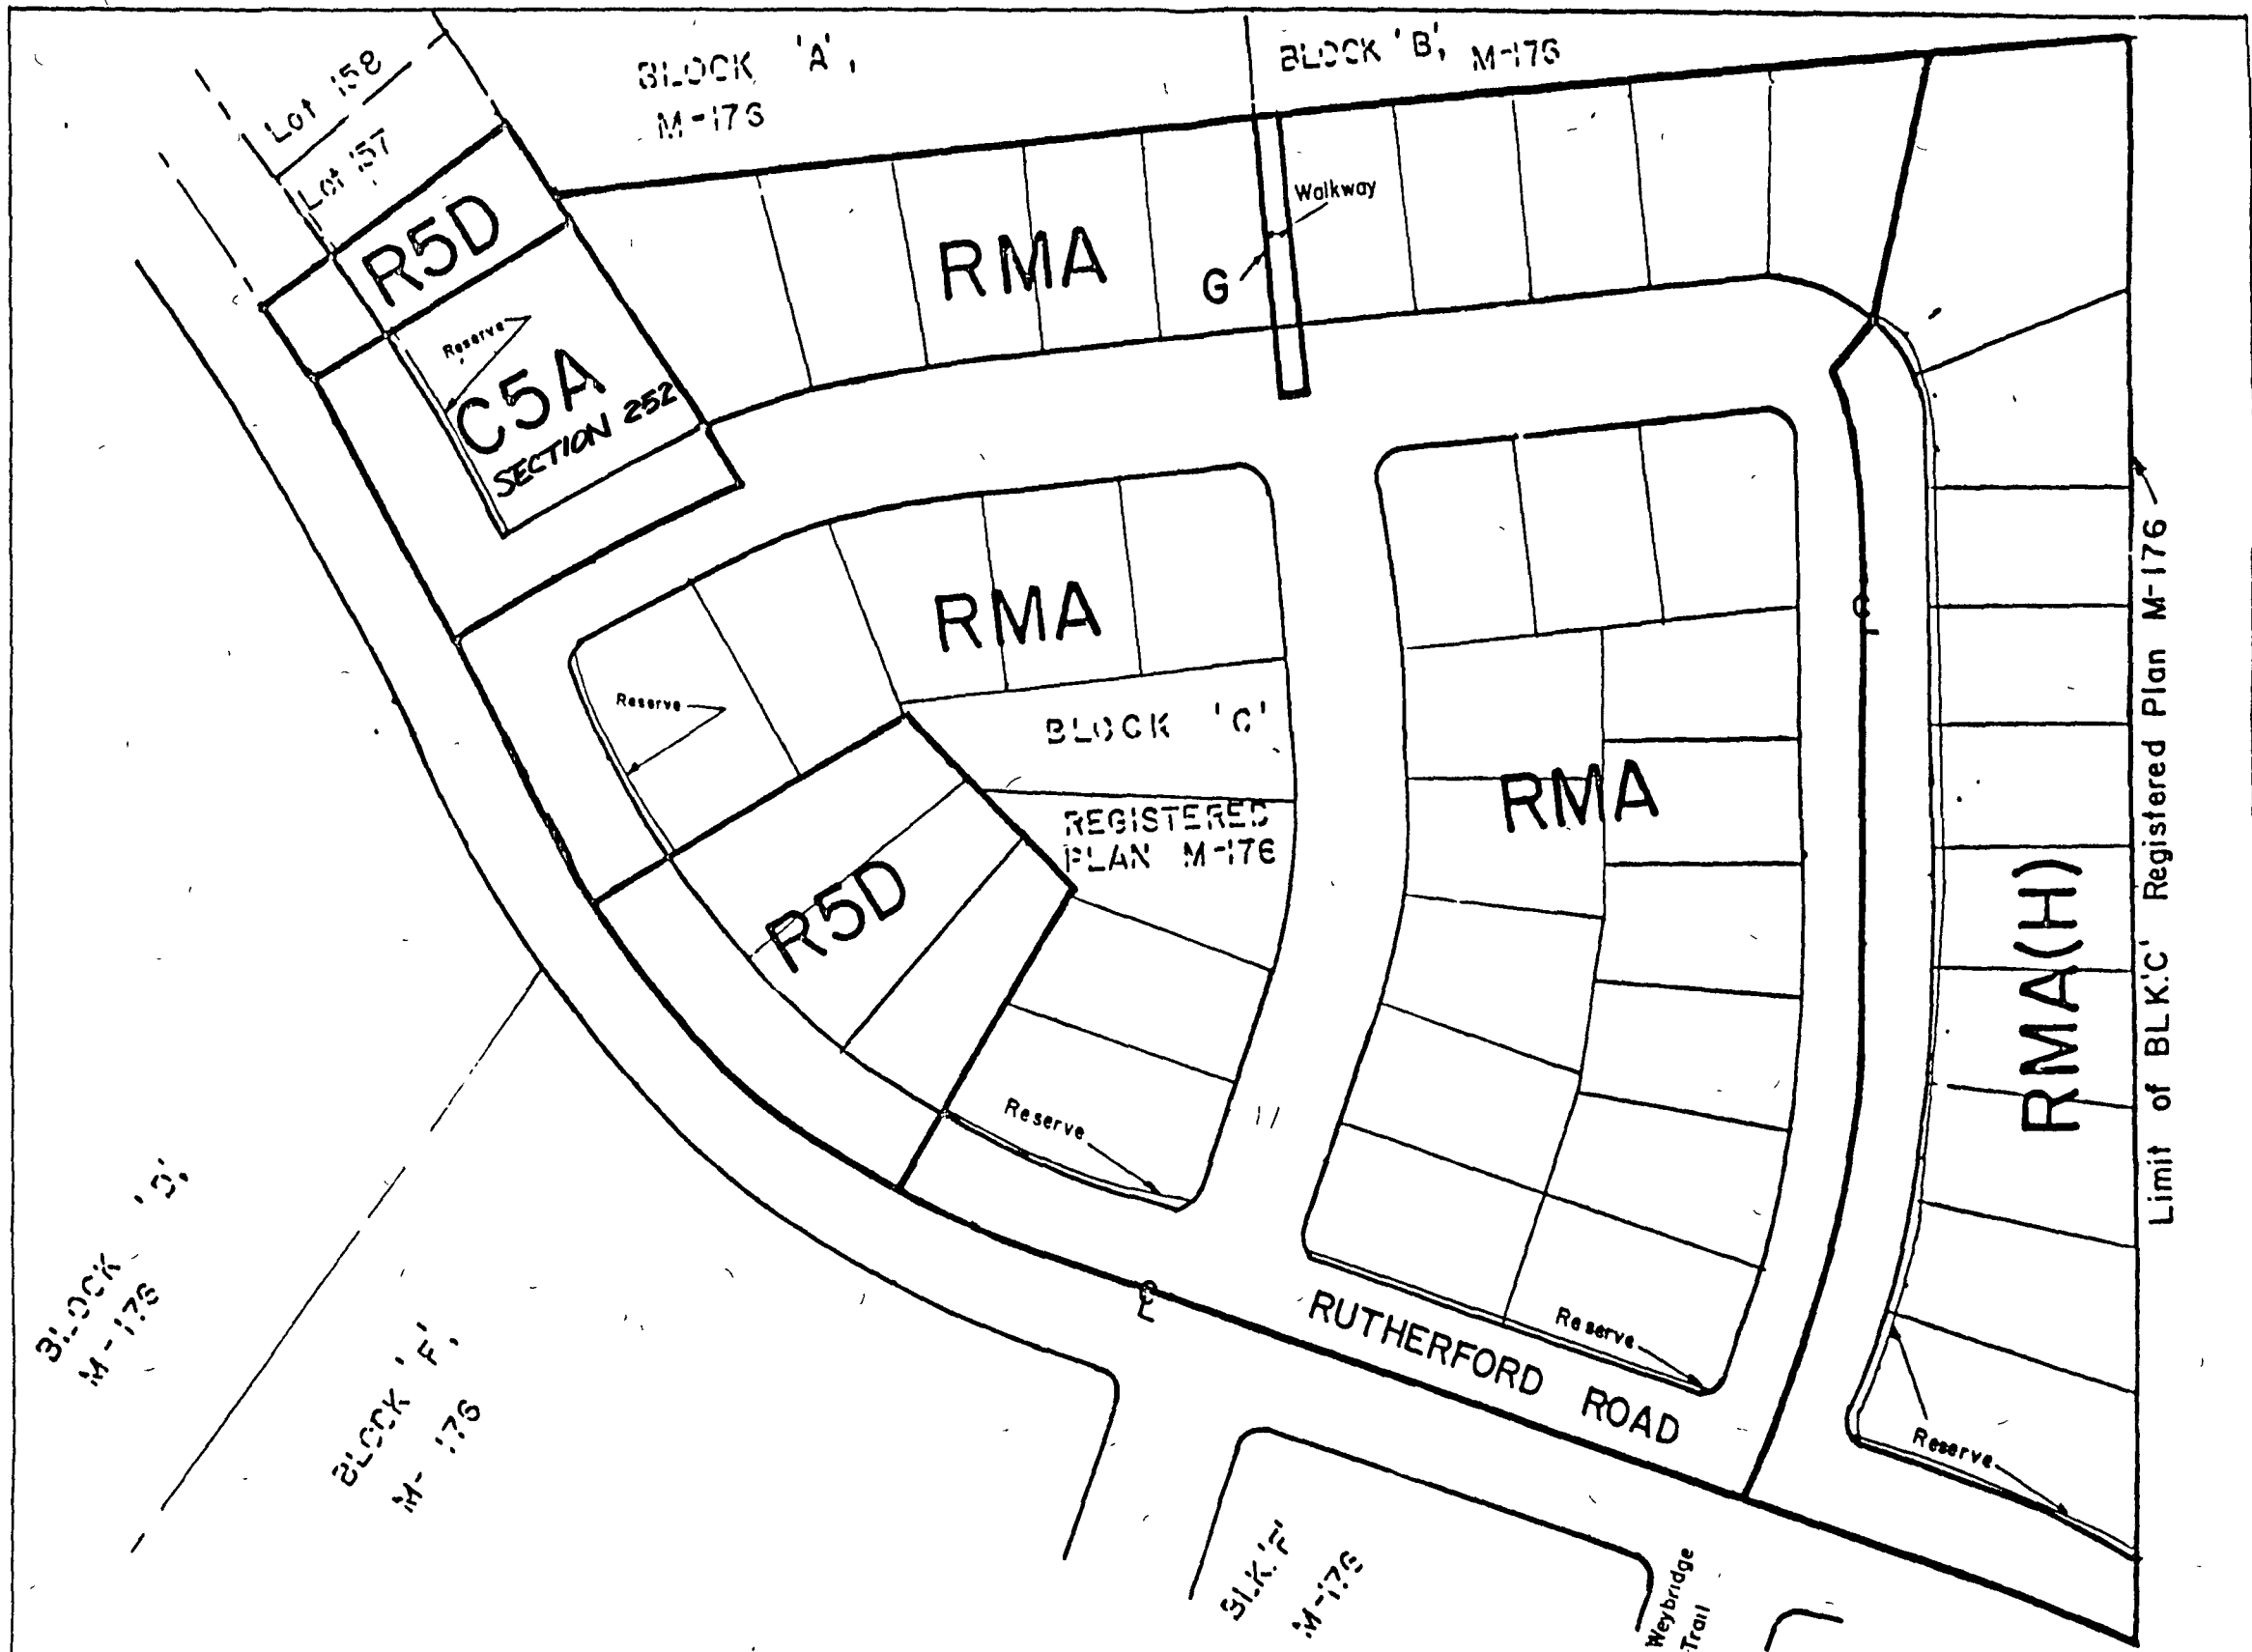 Lot 158
Lot 157
BLOCK 'A',
M-176
BLOCK 'B', M-176
R5D
RMA
Walkway
G
Reserve
C5A
SECTION 252
RMA
Reserve
BLOCK 'C'
REGISTERED
PLAN M-176
R5D
RMA
RMA(H)
Limit of BLK.'C' Registered Plan M-176
Reserve
RUTHERFORD ROAD
Reserve
Reserve
BLOCK 'D',
M-176
BLOCK 'F',
M-176
BLK. 'F'
M-176
Weybridge
Trail